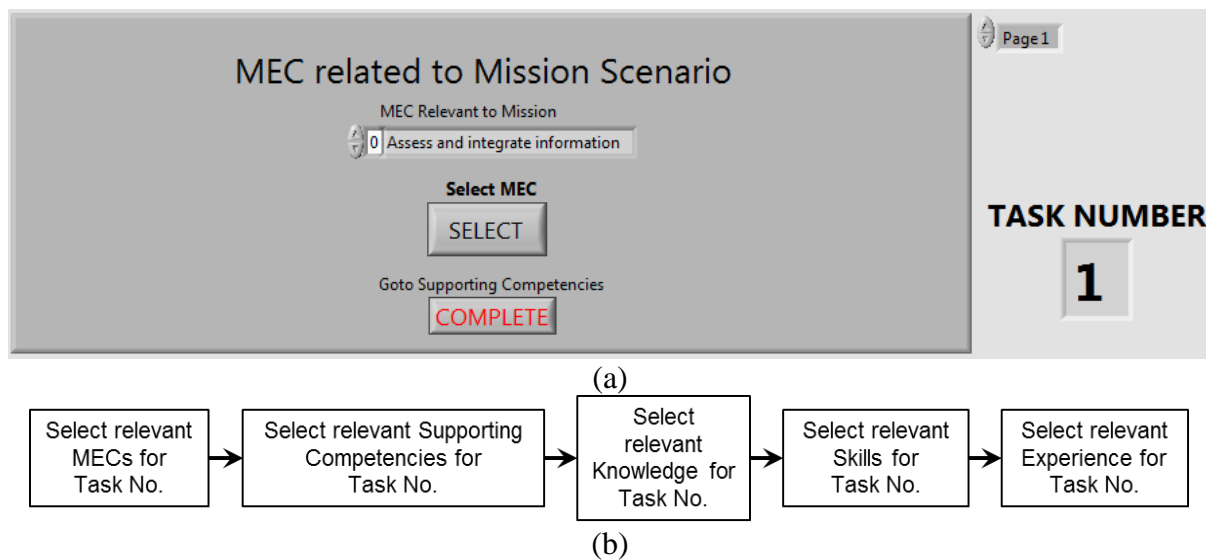 Page 1
MEC related to Mission Scenario
MEC Relevant to Mission
0 Assess and integrate information
Select MEC
SELECT
Goto Supporting Competencies
COMPLETE
TASK NUMBER
1
(a)
Select relevant
MECs for
Task No.
Select relevant Supporting
Competencies for
Task No.
Select
relevant
Knowledge for
Task No.
Select relevant
Skills for
Task No.
Select relevant
Experience for
Task No.
(b)